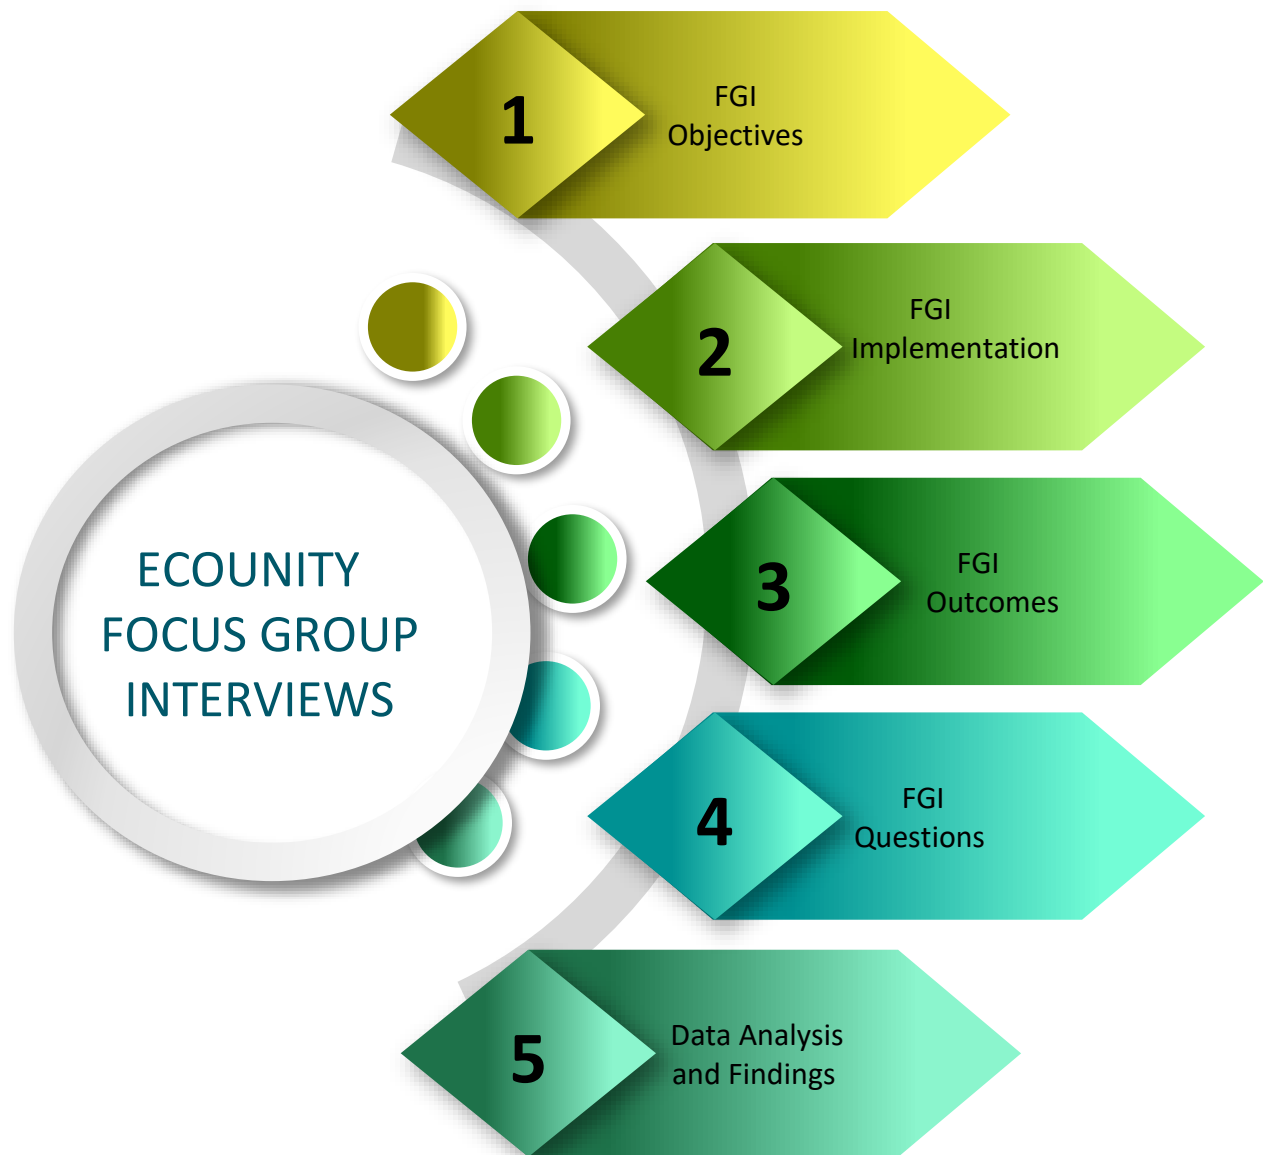 1
FGI
Objectives
2
FGI
Implementation
ECOUNITY
FOCUS GROUP
INTERVIEWS
3
FGI
Outcomes
4
FGI
Questions
5
Data Analysis
and Findings